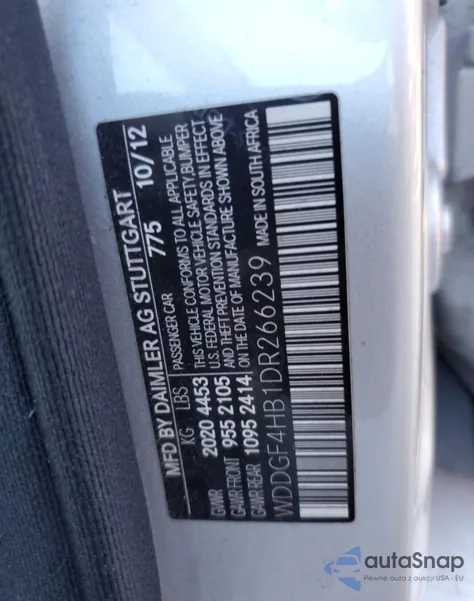 MFD BY DAIMLER AG STUTTGART
775 10/12
KG LBS PASSENGER CAR
GVWR 2020 4453 THIS VEHICLE CONFORMS TO ALL APPLICABLE
U.S. FEDERAL MOTOR VEHICLE SAFETY, BUMPER
GAWR FRONT 955 2105 AND THEFT PREVENTION STANDARDS IN EFFECT
GAWR REAR 1095 2414 ON THE DATE OF MANUFACTURE SHOWN ABOVE
WDDGF4HB1DR266239 MADE IN SOUTH AFRICA
autoSnap
Pewne auta z aukcji USA i EU